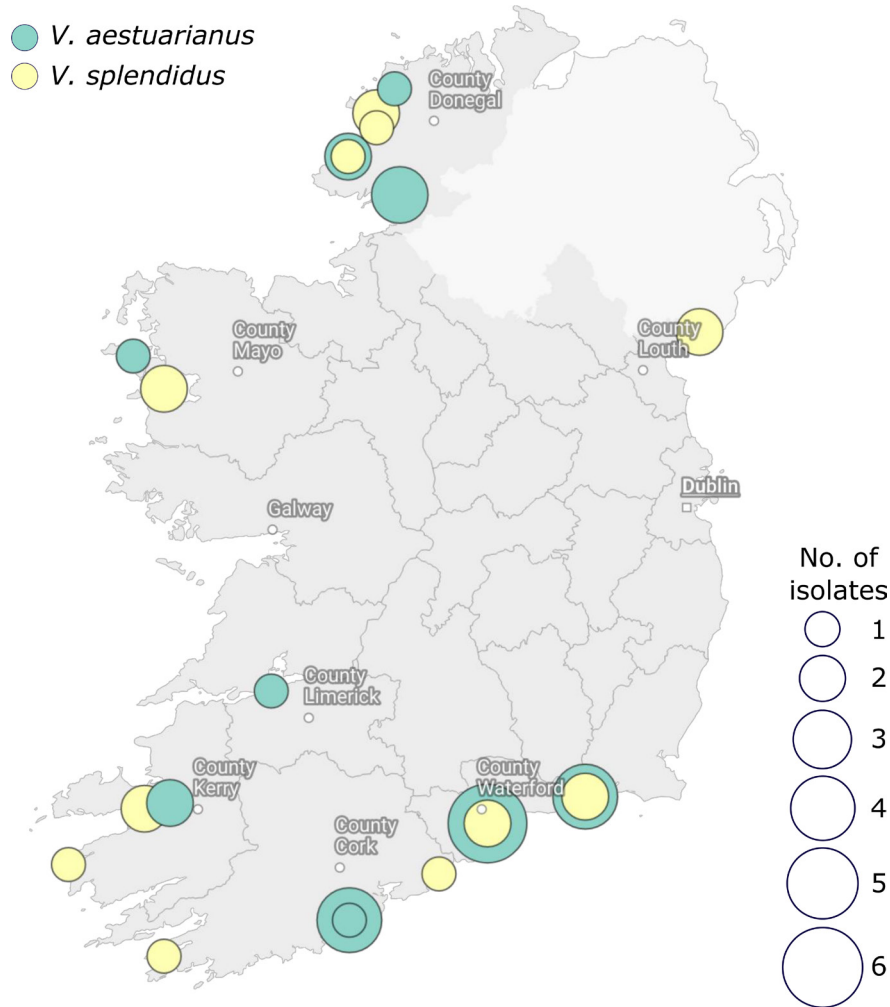 V. aestuarianus
V. splendidus
County
Donegal
County
Mayo
County
Louth
Dublin
Galway
No. of
isolates
1
2
3
4
5
6
County
Limerick
County
Kerry
County
Waterford
County
Cork